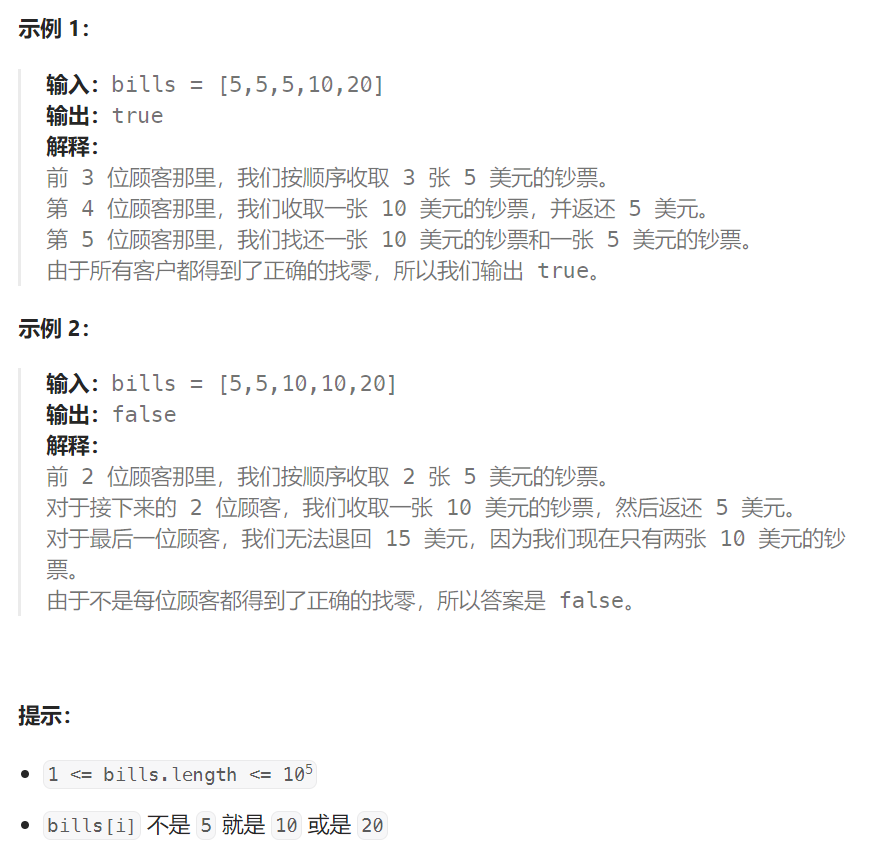 示例 1：
输入：bills = [5,5,5,10,20]
输出：true
解释：
前 3 位顾客那里，我们按顺序收取 3 张 5 美元的钞票。
第 4 位顾客那里，我们收取一张 10 美元的钞票，并返还 5 美元。
第 5 位顾客那里，我们找还一张 10 美元的钞票和一张 5 美元的钞票。
由于所有客户都得到了正确的找零，所以我们输出 true。
示例 2：
输入：bills = [5,5,10,10,20]
输出：false
解释：
前 2 位顾客那里，我们按顺序收取 2 张 5 美元的钞票。
对于接下来的 2 位顾客，我们收取一张 10 美元的钞票，然后返还 5 美元。
对于最后一位顾客，我们无法退回 15 美元，因为我们现在只有两张 10 美元的钞
票。
由于不是每位顾客都得到了正确的找零，所以答案是 false。
提示：
1 <= bills.length <= 10⁵
bills[i] 不是 5 就是 10 或是 20